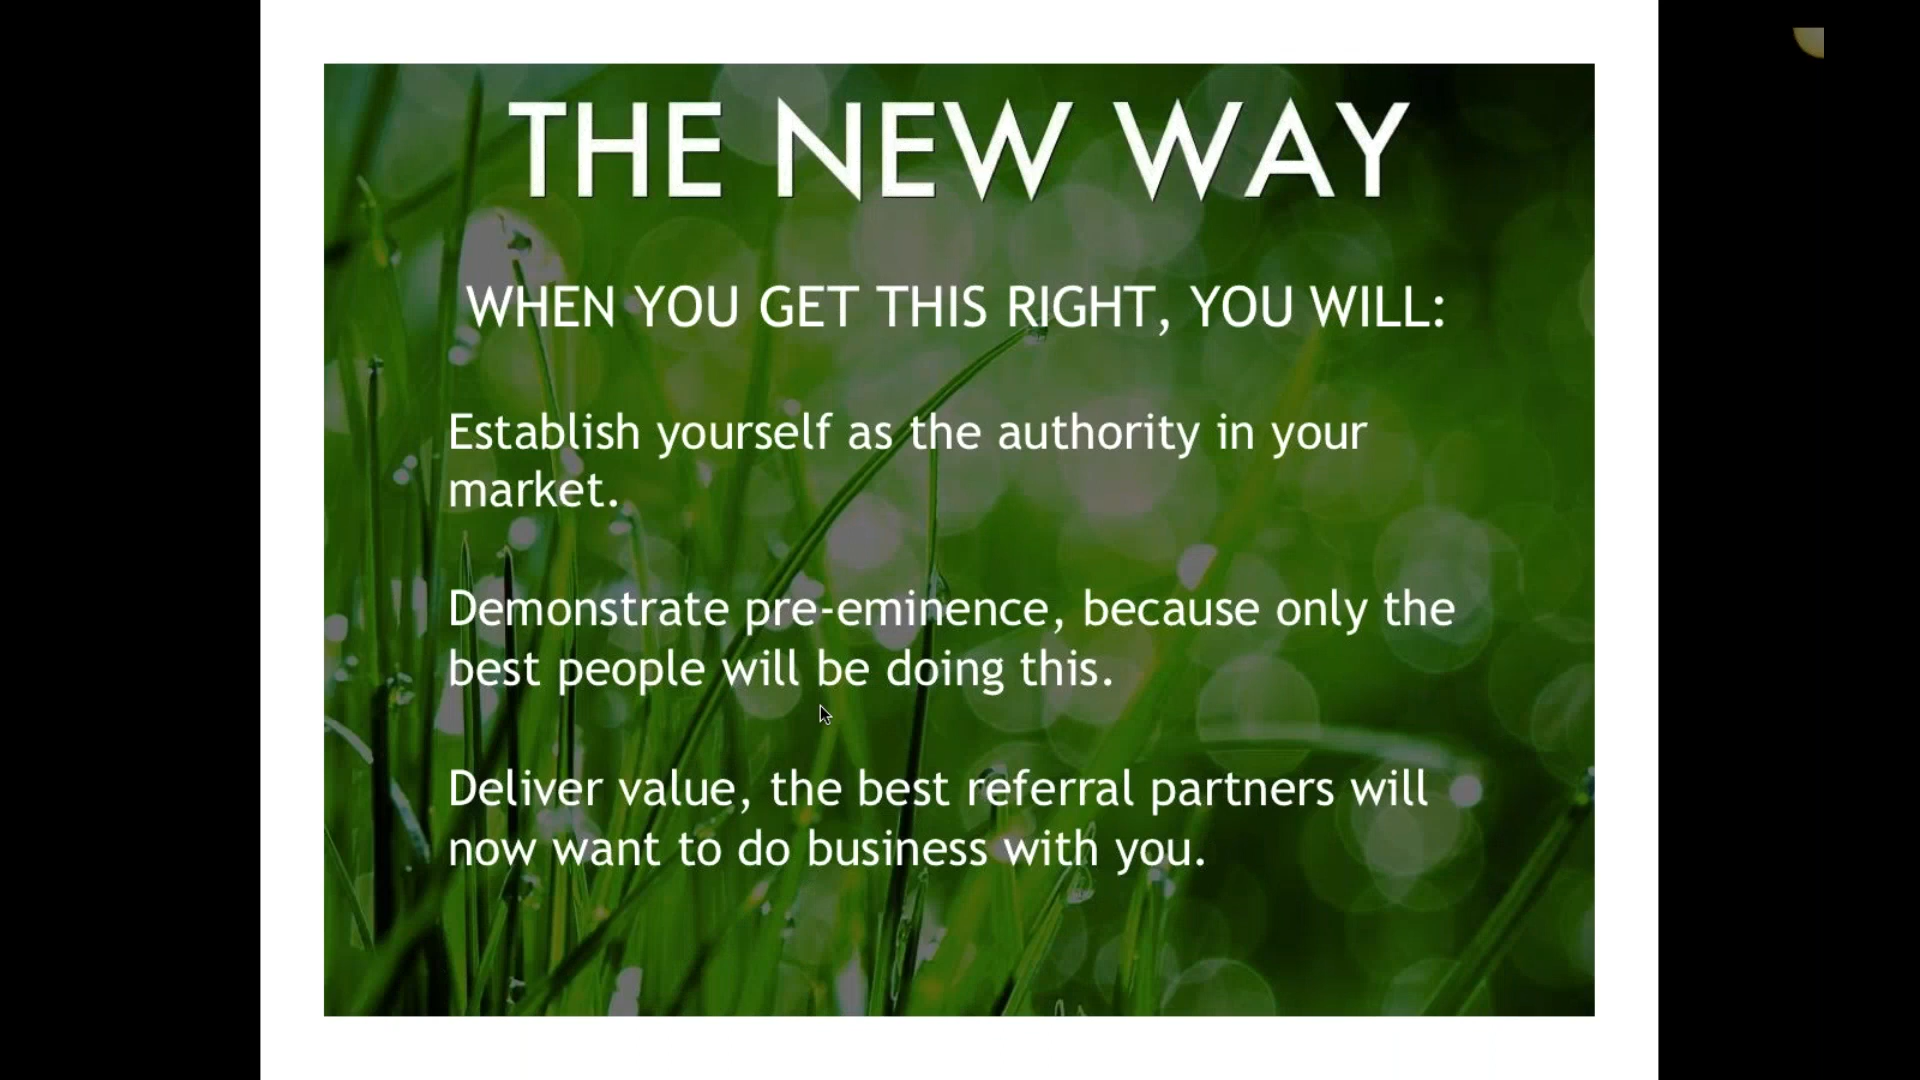 THE NEW WAY
WHEN YOU GET THIS RIGHT, YOU WILL:
Establish yourself as the authority in your
market.
Demonstrate pre-eminence, because only the
best people will be doing this.
Deliver value, the best referral partners will
now want to do business with you.